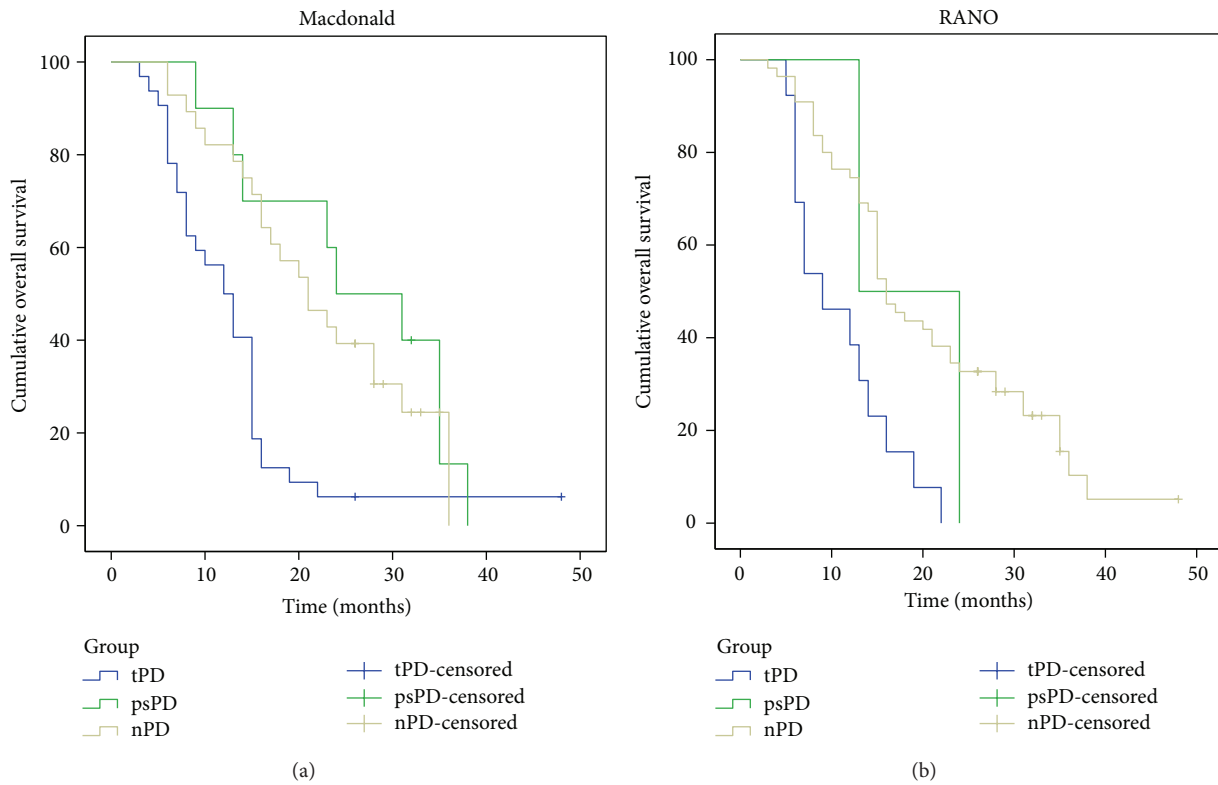 Macdonald
100
80
60
40
20
0
Cumulative overall survival
0 10 20 30 40 50
Time (months)
Group
tPD tPD-censored
psPD psPD-censored
nPD nPD-censored
(a)
RANO
100
80
60
40
20
0
Cumulative overall survival
0 10 20 30 40 50
Time (months)
Group
tPD tPD-censored
psPD psPD-censored
nPD nPD-censored
(b)